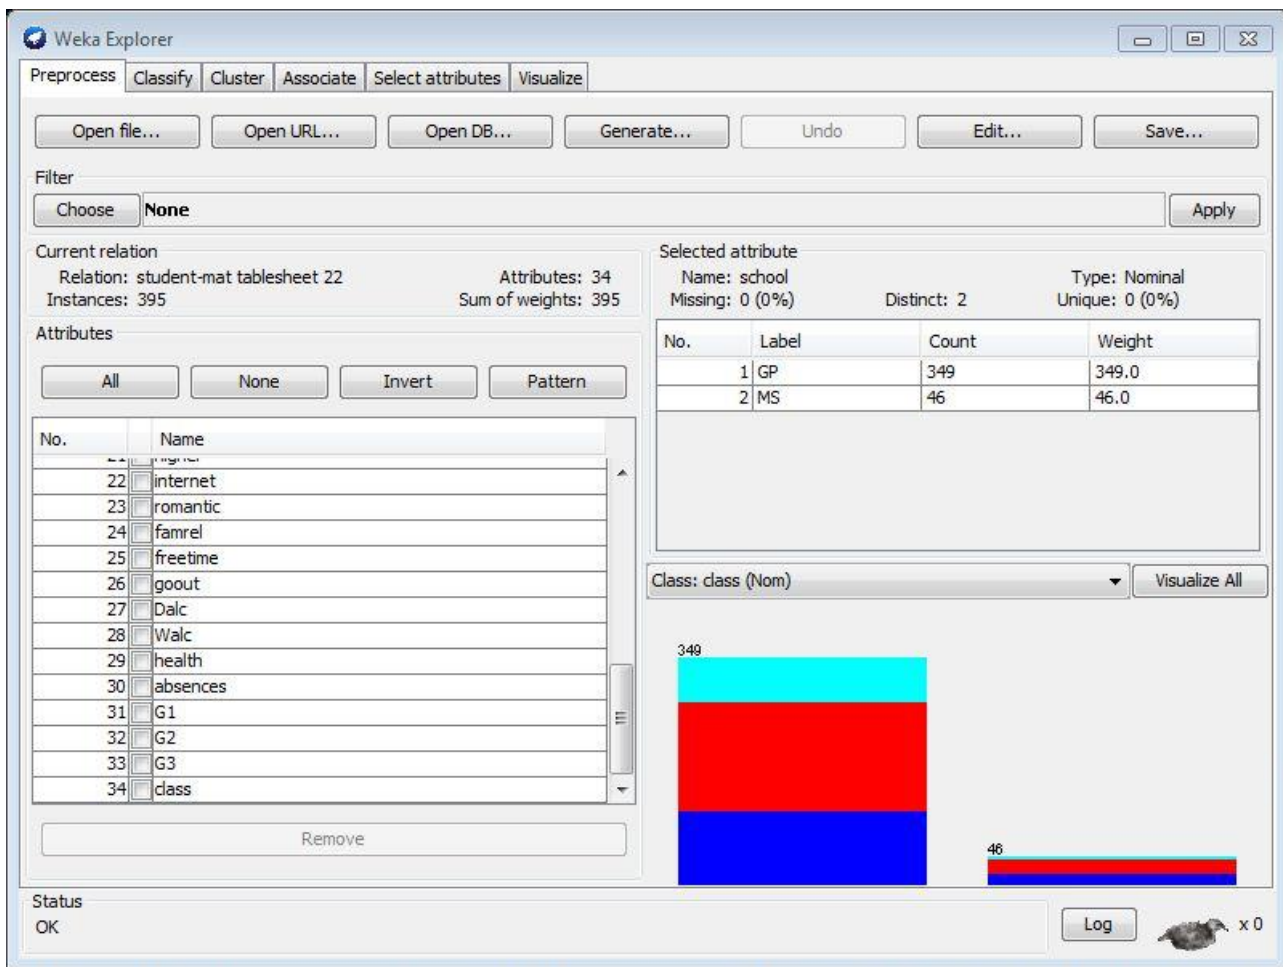 Weka Explorer
Preprocess Classify Cluster Associate Select attributes Visualize
Open file... Open URL... Open DB... Generate... Undo Edit... Save...
Filter
Choose None Apply
Current relation
Relation: student-mat tablesheet 22 Attributes: 34
Instances: 395 Sum of weights: 395
Attributes
All None Invert Pattern
No. Name
22 internet
23 romantic
24 famrel
25 freetime
26 goout
27 Dalc
28 Walc
29 health
30 absences
31 G1
32 G2
33 G3
34 class
Remove
Selected attribute
Name: school Type: Nominal
Missing: 0 (0%) Distinct: 2 Unique: 0 (0%)
No. Label Count Weight
1 GP 349 349.0
2 MS 46 46.0
Class: class (Nom) Visualize All
349
46
Status
OK
Log x 0